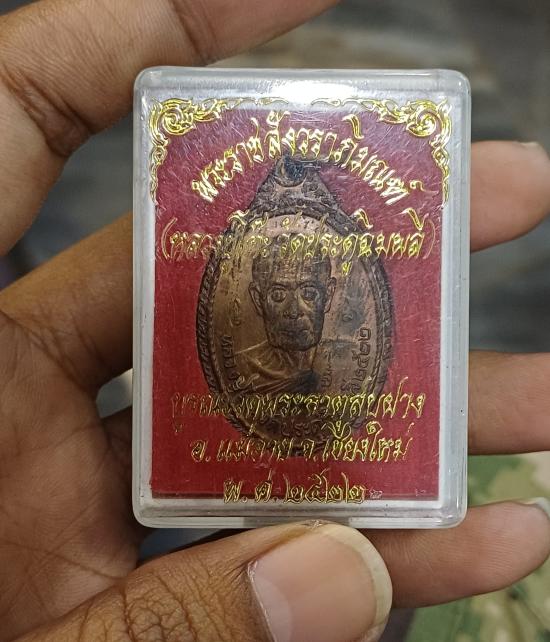 พระราชสังวราภิมณฑ์
(หลวงปู่โต๊ะ วัดประดู่ฉิมพลี)
บูรณะวัดพระธาตุสบฝาง
อ. แม่อาย จ. เชียงใหม่
พ. ศ. ๒๕๒๒